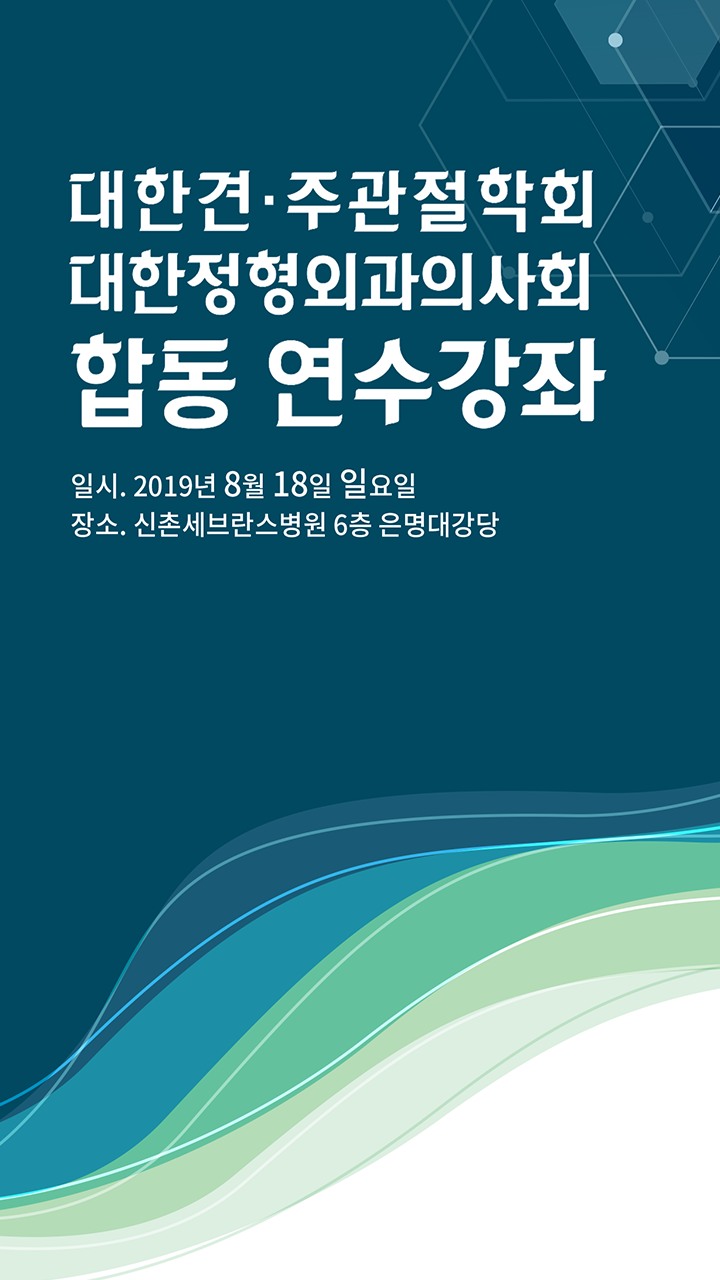 대한견·주관절학회
대한정형외과의사회
합동 연수강좌
일시. 2019년 8월 18일 일요일
장소. 신촌세브란스병원 6층 은명대강당